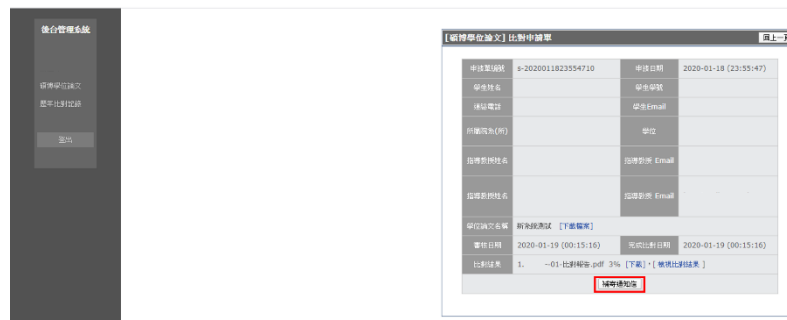 後台管理系統
碩博學位論文
歷年比對記錄
登出
[碩博學位論文] 比對申請單
回上一頁
申請單編號 s-2020011823554710 申請日期 2020-01-18 (23:55:47)
學生姓名 學生學號
連絡電話 學生Email
所屬院系(所) 學位
指導教授姓名 指導教授 Email
指導教授姓名 指導教授 Email
學位論文名稱 新系統測試 [下載檔案]
審核日期 2020-01-19 (00:15:16) 完成比對日期 2020-01-19 (00:15:16)
比對結果 1. --01-比對報告.pdf 3% [下載]、[ 檢視比對結果 ]
補寄通知信